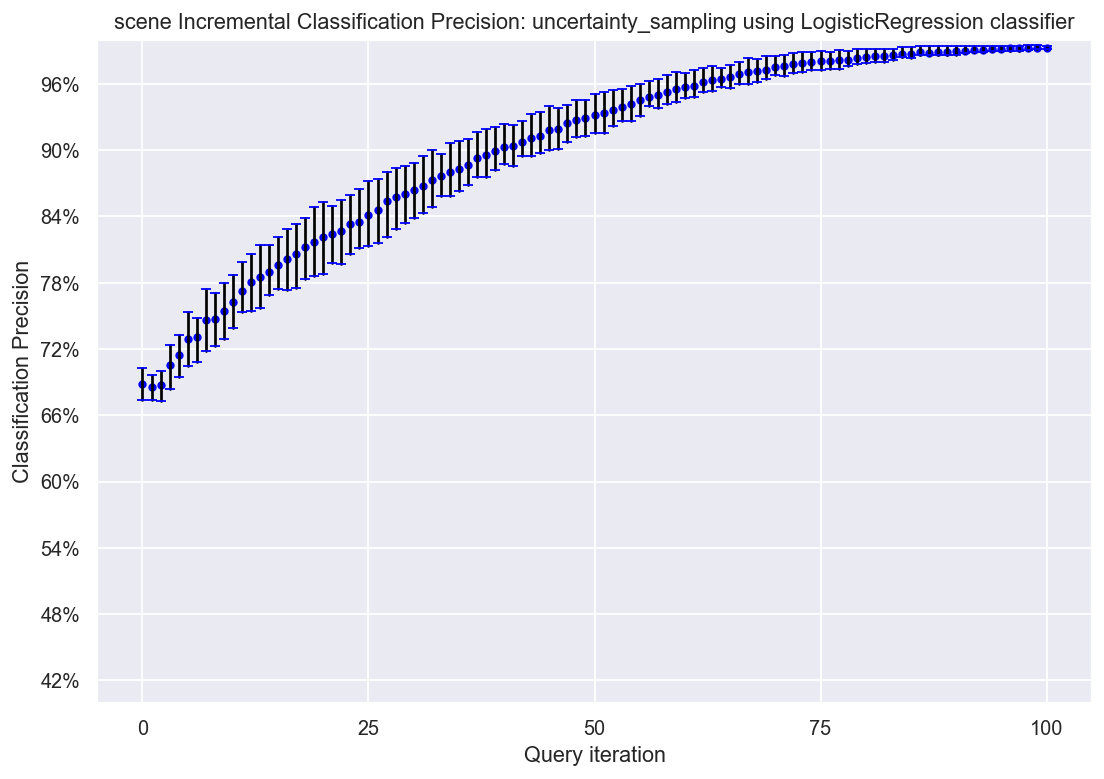 scene Incremental Classification Precision: uncertainty_sampling using LogisticRegression classifier
Classification Precision
96%
90%
84%
78%
72%
66%
60%
54%
48%
42%
0 25 50 75 100
Query iteration